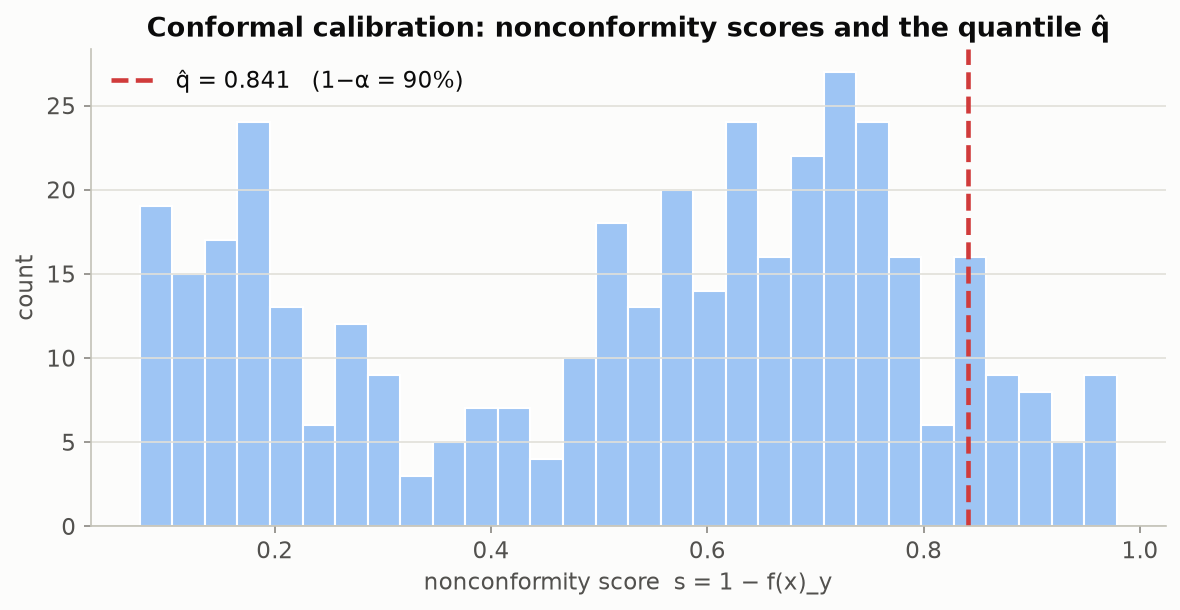 Conformal calibration: nonconformity scores and the quantile q̂
q̂ = 0.841 (1−α = 90%)
count
25
20
15
10
5
0
0.2 0.4 0.6 0.8 1.0
nonconformity score s = 1 − f(x)_y